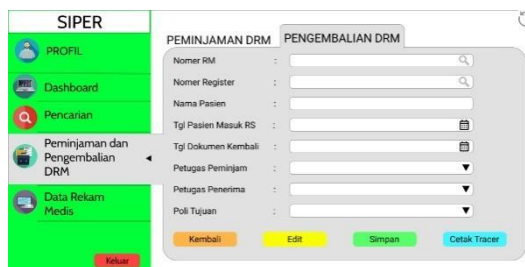 SIPER
PROFIL
Dashboard
Pencarian
Peminjaman dan
Pengembalian
DRM
Data Rekam
Medis
Keluar
PEMINJAMAN DRM
PENGEMBALIAN DRM
Nomer RM :
Nomer Register :
Nama Pasien :
Tgl Pasien Masuk RS :
Tgl Dokumen Kembali :
Petugas Peminjam :
Petugas Penerima :
Poli Tujuan :
Kembali
Edit
Simpan
Cetak Tracer